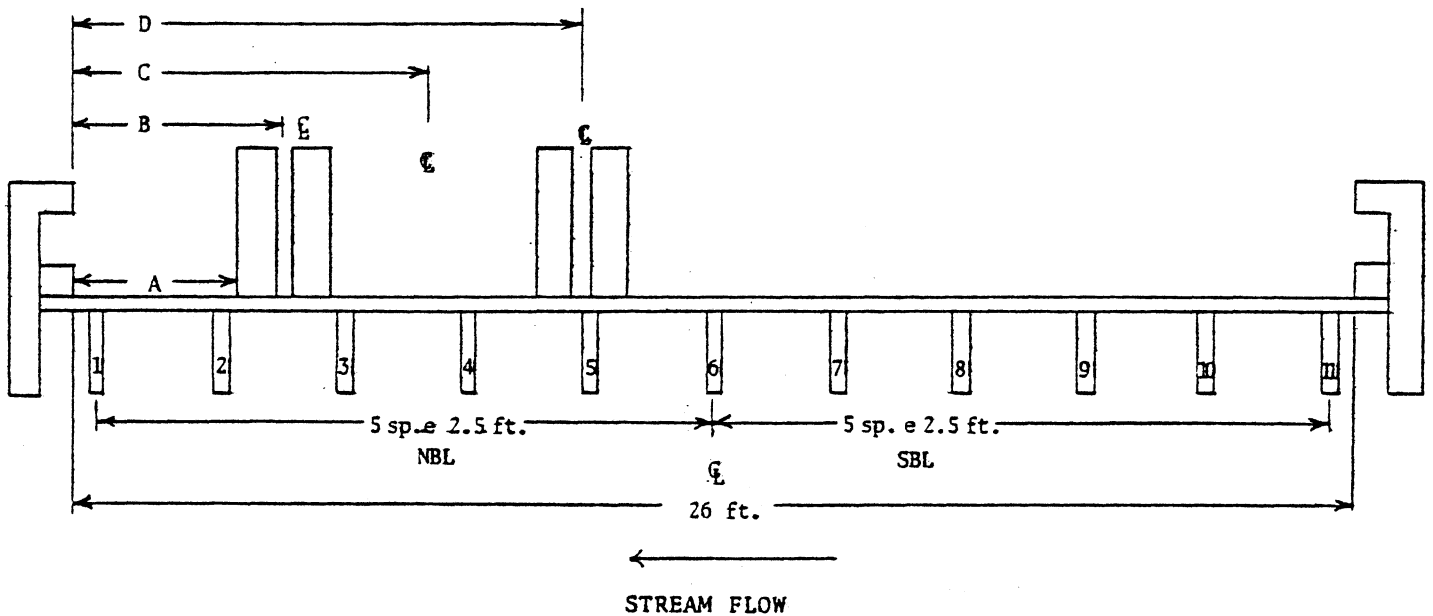 D
C
B
℄
℄
℄
A
1 2 3 4 5 6 7 8 9 10 11
5 sp. e 2.5 ft. 5 sp. e 2.5 ft.
NBL SBL
℄
26 ft.
STREAM FLOW